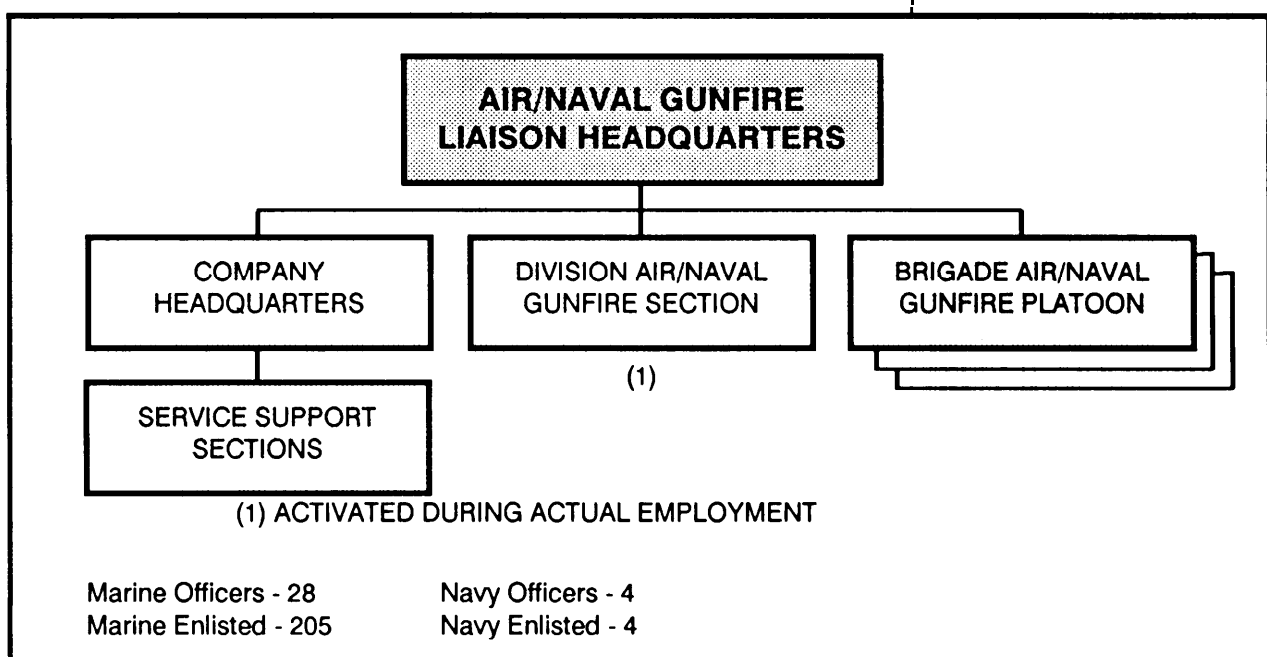 AIR/NAVAL GUNFIRE
LIAISON HEADQUARTERS
COMPANY
HEADQUARTERS
DIVISION AIR/NAVAL
GUNFIRE SECTION
BRIGADE AIR/NAVAL
GUNFIRE PLATOON
(1)
SERVICE SUPPORT
SECTIONS
(1) ACTIVATED DURING ACTUAL EMPLOYMENT
Marine Officers - 28
Navy Officers - 4
Marine Enlisted - 205
Navy Enlisted - 4